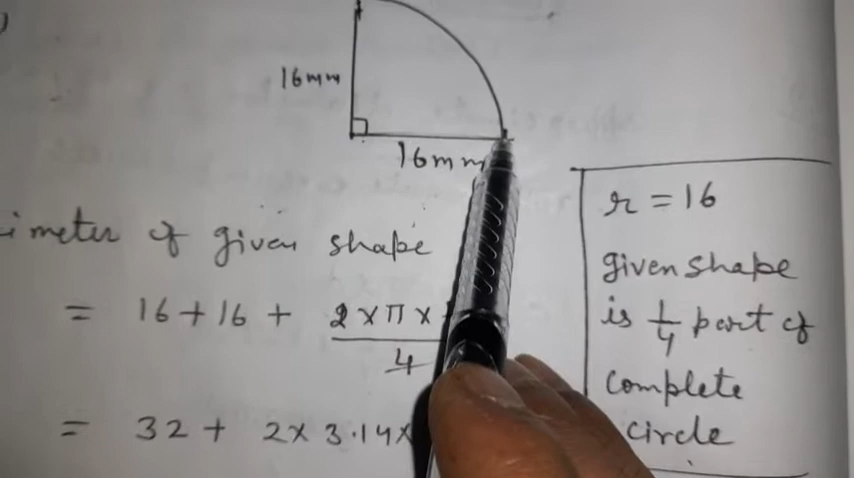 )
16mm
16mm
imeter of given shape
= 16 + 16 + 2 × π ×
4
= 32 + 2 × 3.14 ×
r = 16
given shape
is 1/4 part of
complete
circle